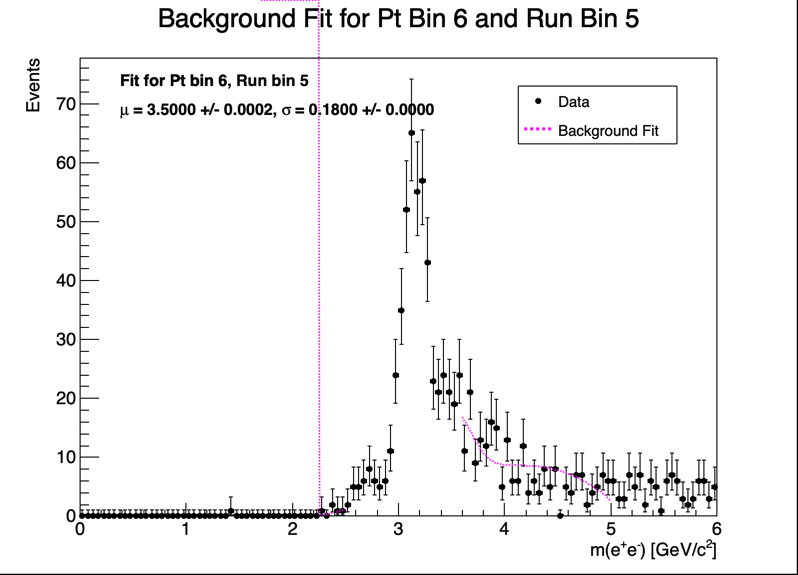 Background Fit for Pt Bin 6 and Run Bin 5
Events
Fit for Pt bin 6, Run bin 5
μ = 3.5000 +/- 0.0002, σ = 0.1800 +/- 0.0000
Data
Background Fit
70
60
50
40
30
20
10
0
0 1 2 3 4 5 6
m(e⁺e⁻) [GeV/c²]